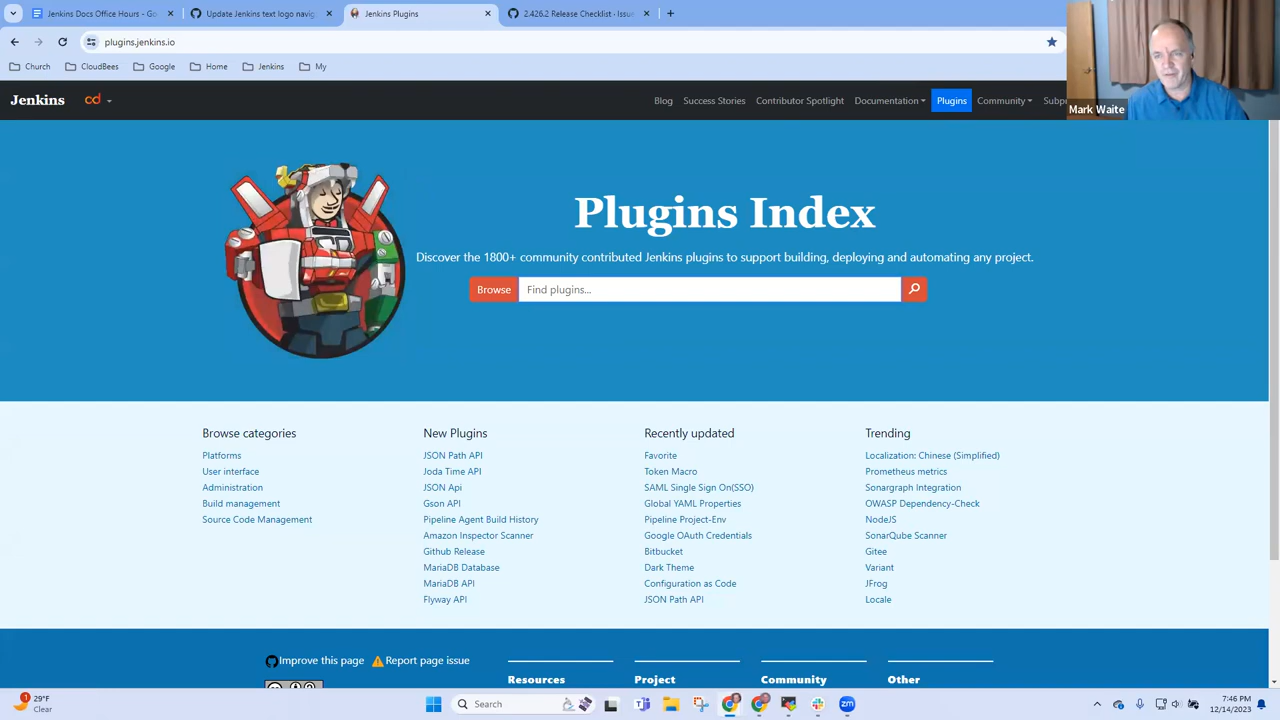 Jenkins Docs Office Hours - Go
Update Jenkins text logo navig
Jenkins Plugins
2.426.2 Release Checklist · Issue
plugins.jenkins.io
Church
CloudBees
Google
Home
Jenkins
My
Jenkins
cd
Blog
Success Stories
Contributor Spotlight
Documentation
Plugins
Community
Subp
Mark Waite
Plugins Index
Discover the 1800+ community contributed Jenkins plugins to support building, deploying and automating any project.
Browse
Find plugins...
Browse categories
Platforms
User interface
Administration
Build management
Source Code Management
New Plugins
JSON Path API
Joda Time API
JSON Api
Gson API
Pipeline Agent Build History
Amazon Inspector Scanner
Github Release
MariaDB Database
MariaDB API
Flyway API
Recently updated
Favorite
Token Macro
SAML Single Sign On(SSO)
Global YAML Properties
Pipeline Project-Env
Google OAuth Credentials
Bitbucket
Dark Theme
Configuration as Code
JSON Path API
Trending
Localization: Chinese (Simplified)
Prometheus metrics
Sonargraph Integration
OWASP Dependency-Check
NodeJS
SonarQube Scanner
Gitee
Variant
JFrog
Locale
Improve this page
Report page issue
Resources
Project
Community
Other
1
29°F
Clear
Search
zm
7:46 PM
12/14/2023